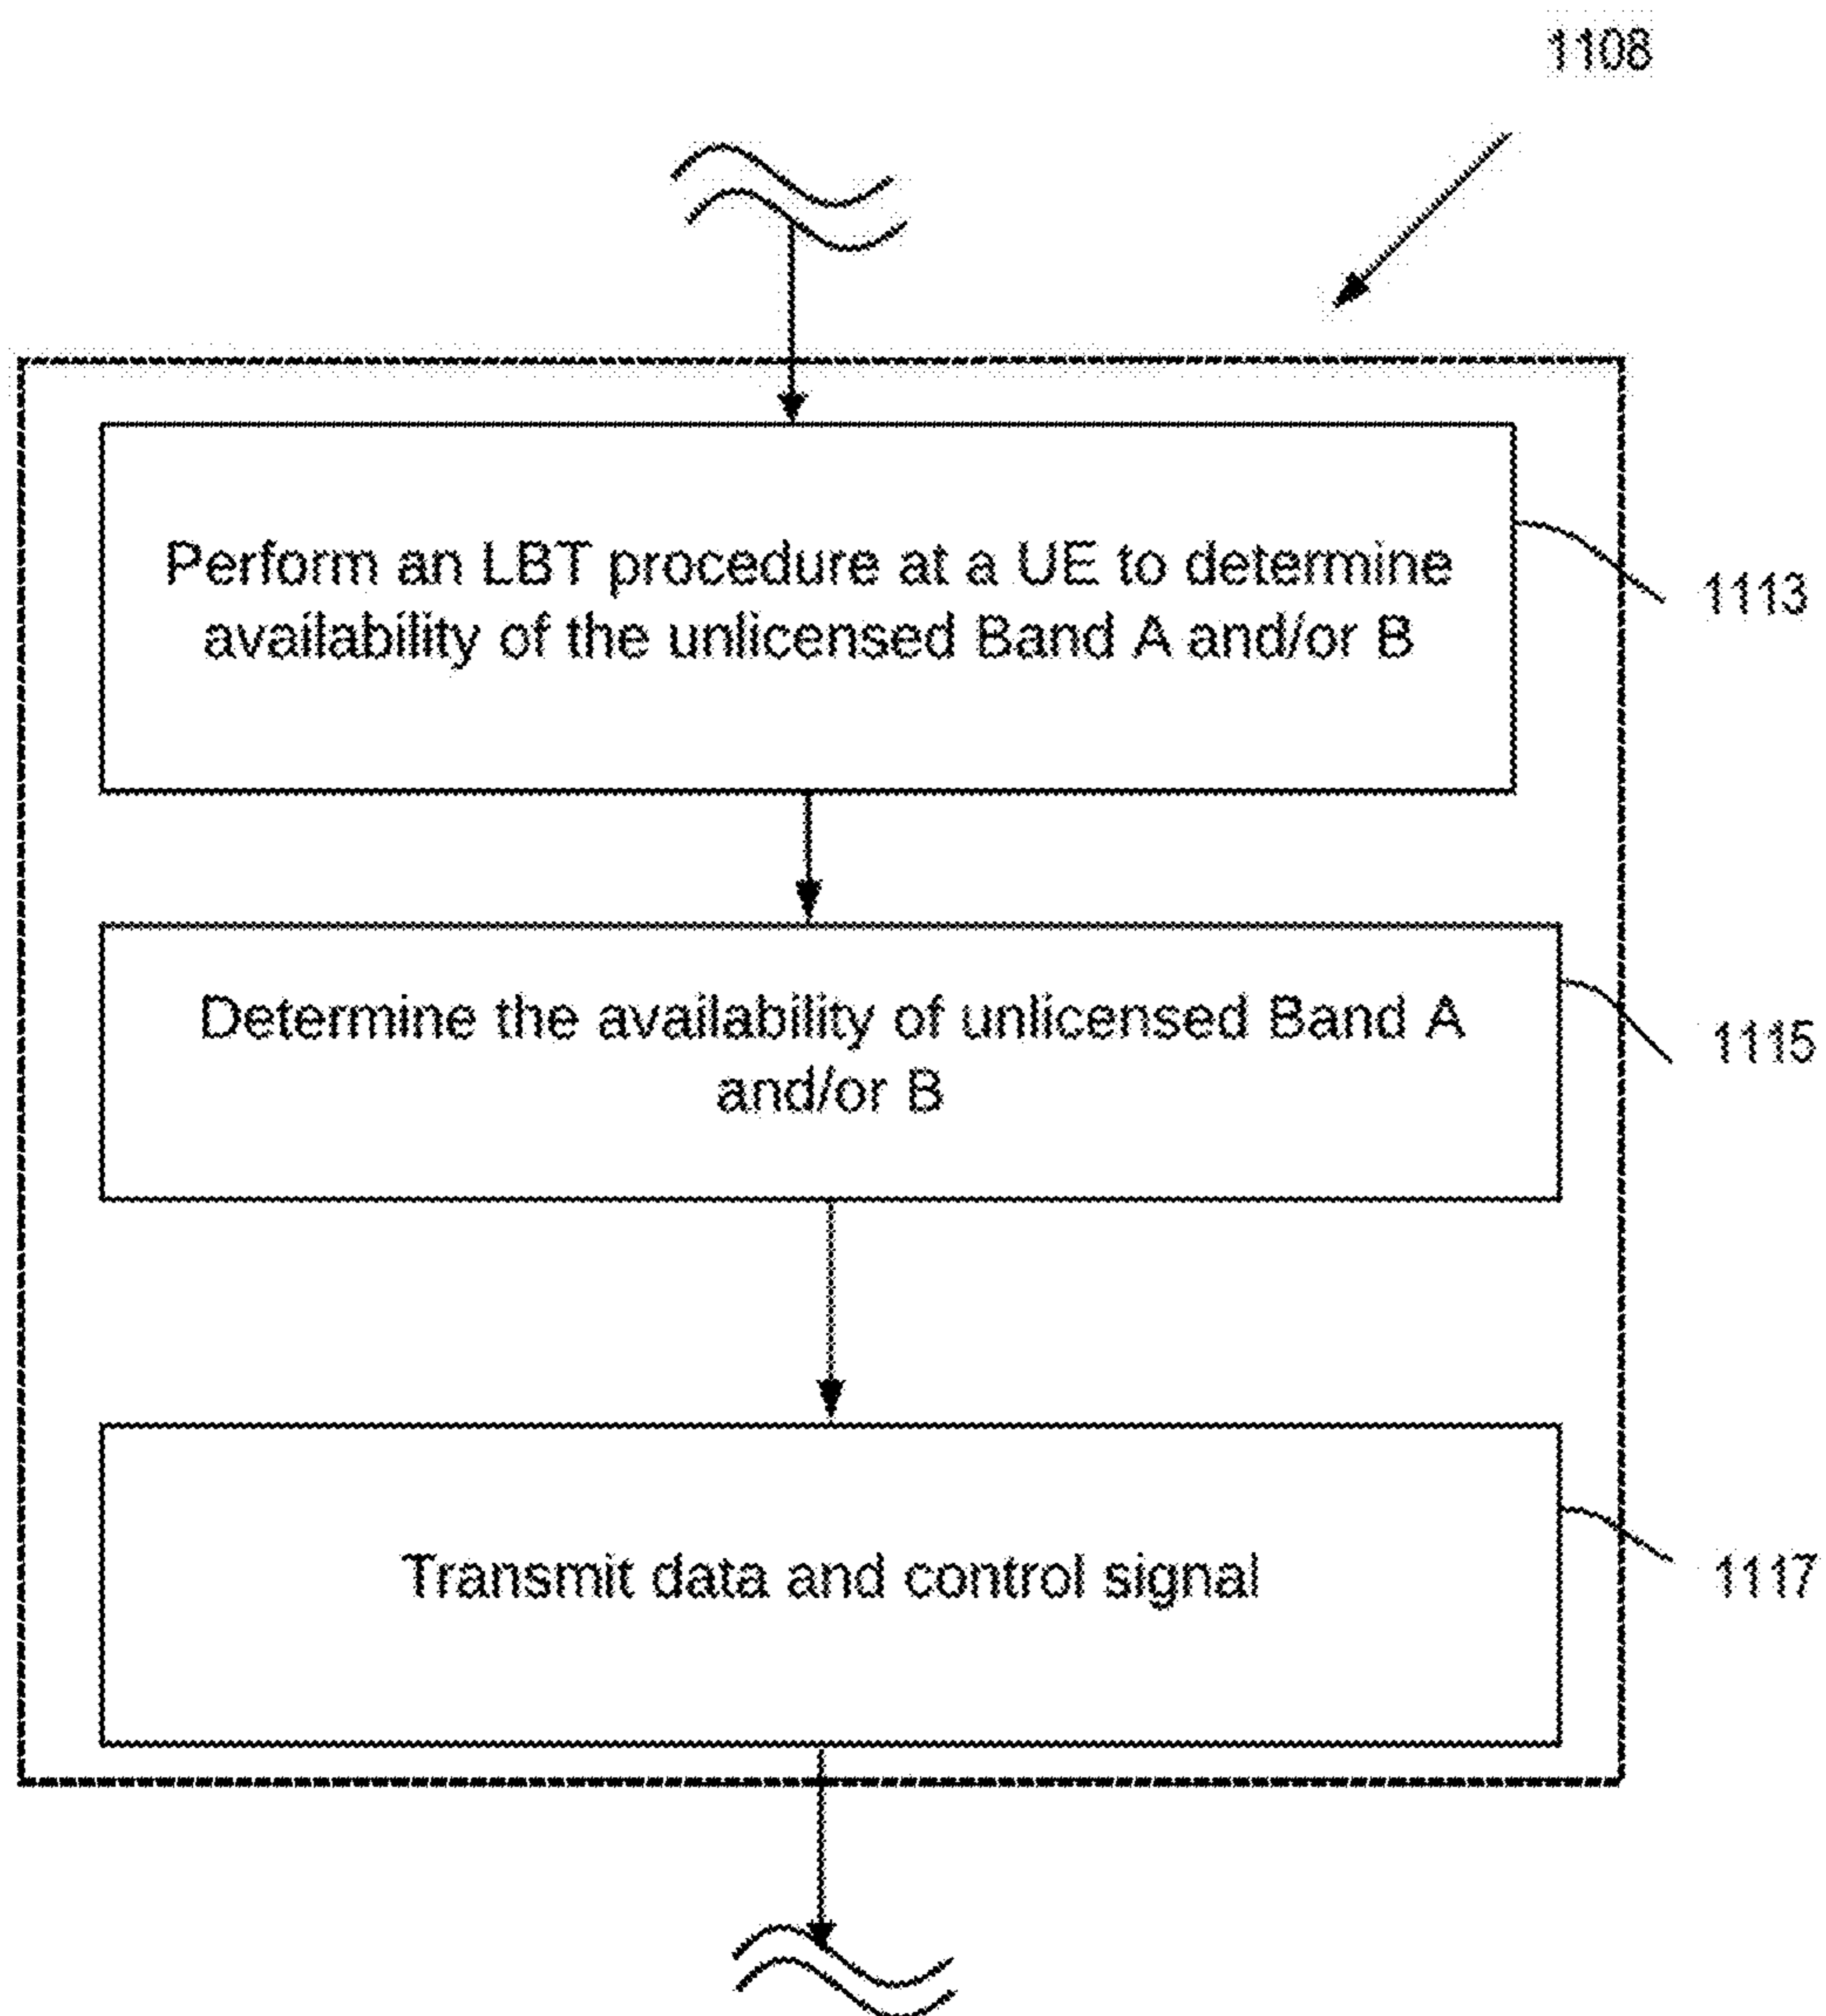 1108
Perform an LBT procedure at a UE to determine
availability of the unlicensed Band A and/or B
1113
Determine the availability of unlicensed Band A
and/or B
1115
Transmit data and control signal
1117